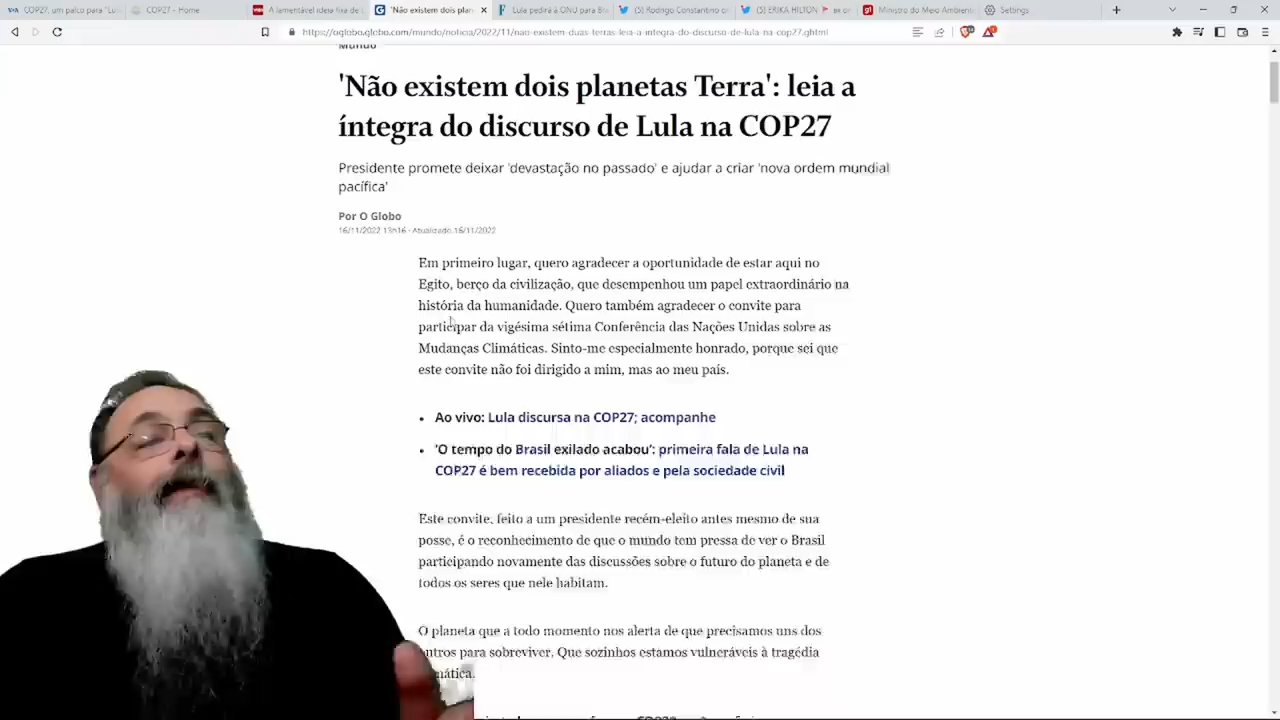 COP27, um palco para "Lul
COP27 - Home
A lamentável ideia fixa de L
'Não existem dois plan
Lula pedirá à ONU para Bra
(5) Rodrigo Constantino on
(5) ERIKA HILTON
Ministro do Meio Ambient
Settings
https://oglobo.globo.com/mundo/noticia/2022/11/nao-existem-duas-terras-leia-a-integra-do-discurso-de-lula-na-cop27.ghtml
Mundo
'Não existem dois planetas Terra': leia a
íntegra do discurso de Lula na COP27
Presidente promete deixar 'devastação no passado' e ajudar a criar 'nova ordem mundial
pacífica'
Por O Globo
16/11/2022 13h16 · Atualizado 16/11/2022
Em primeiro lugar, quero agradecer a oportunidade de estar aqui no
Egito, berço da civilização, que desempenhou um papel extraordinário na
história da humanidade. Quero também agradecer o convite para
participar da vigésima sétima Conferência das Nações Unidas sobre as
Mudanças Climáticas. Sinto-me especialmente honrado, porque sei que
este convite não foi dirigido a mim, mas ao meu país.
• Ao vivo: Lula discursa na COP27; acompanhe
• 'O tempo do Brasil exilado acabou': primeira fala de Lula na
COP27 é bem recebida por aliados e pela sociedade civil
Este convite, feito a um presidente recém-eleito antes mesmo de sua
posse, é o reconhecimento de que o mundo tem pressa de ver o Brasil
participando novamente das discussões sobre o futuro do planeta e de
todos os seres que nele habitam.
O planeta que a todo momento nos alerta de que precisamos uns dos
outros para sobreviver. Que sozinhos estamos vulneráveis à tragédia